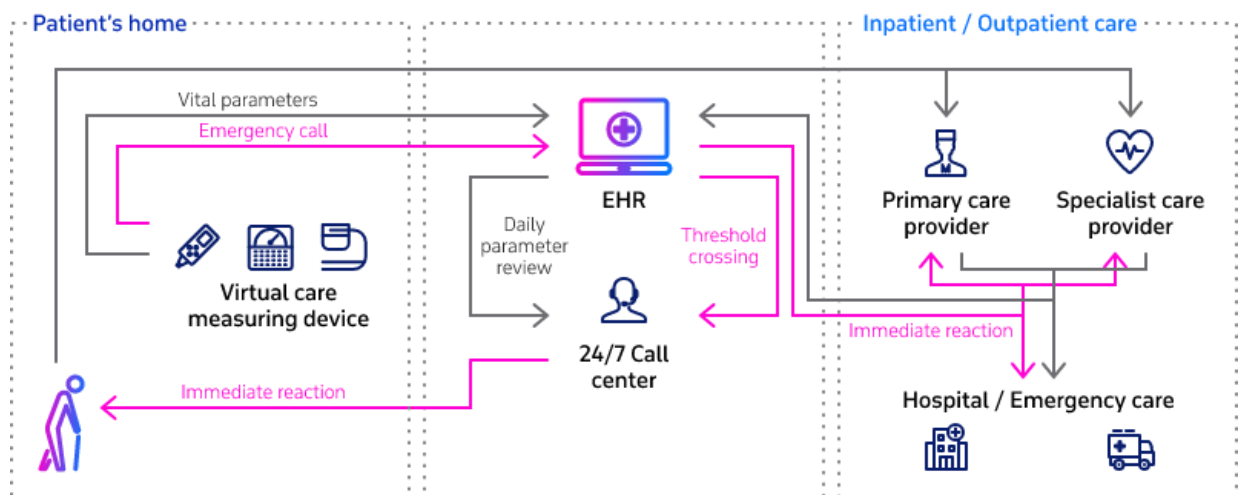 Patient's home
Inpatient / Outpatient care
Vital parameters
Emergency call
EHR
Primary care
provider
Specialist care
provider
Daily
parameter
review
Threshold
crossing
Virtual care
measuring device
Immediate reaction
24/7 Call
center
Immediate reaction
Hospital / Emergency care
M